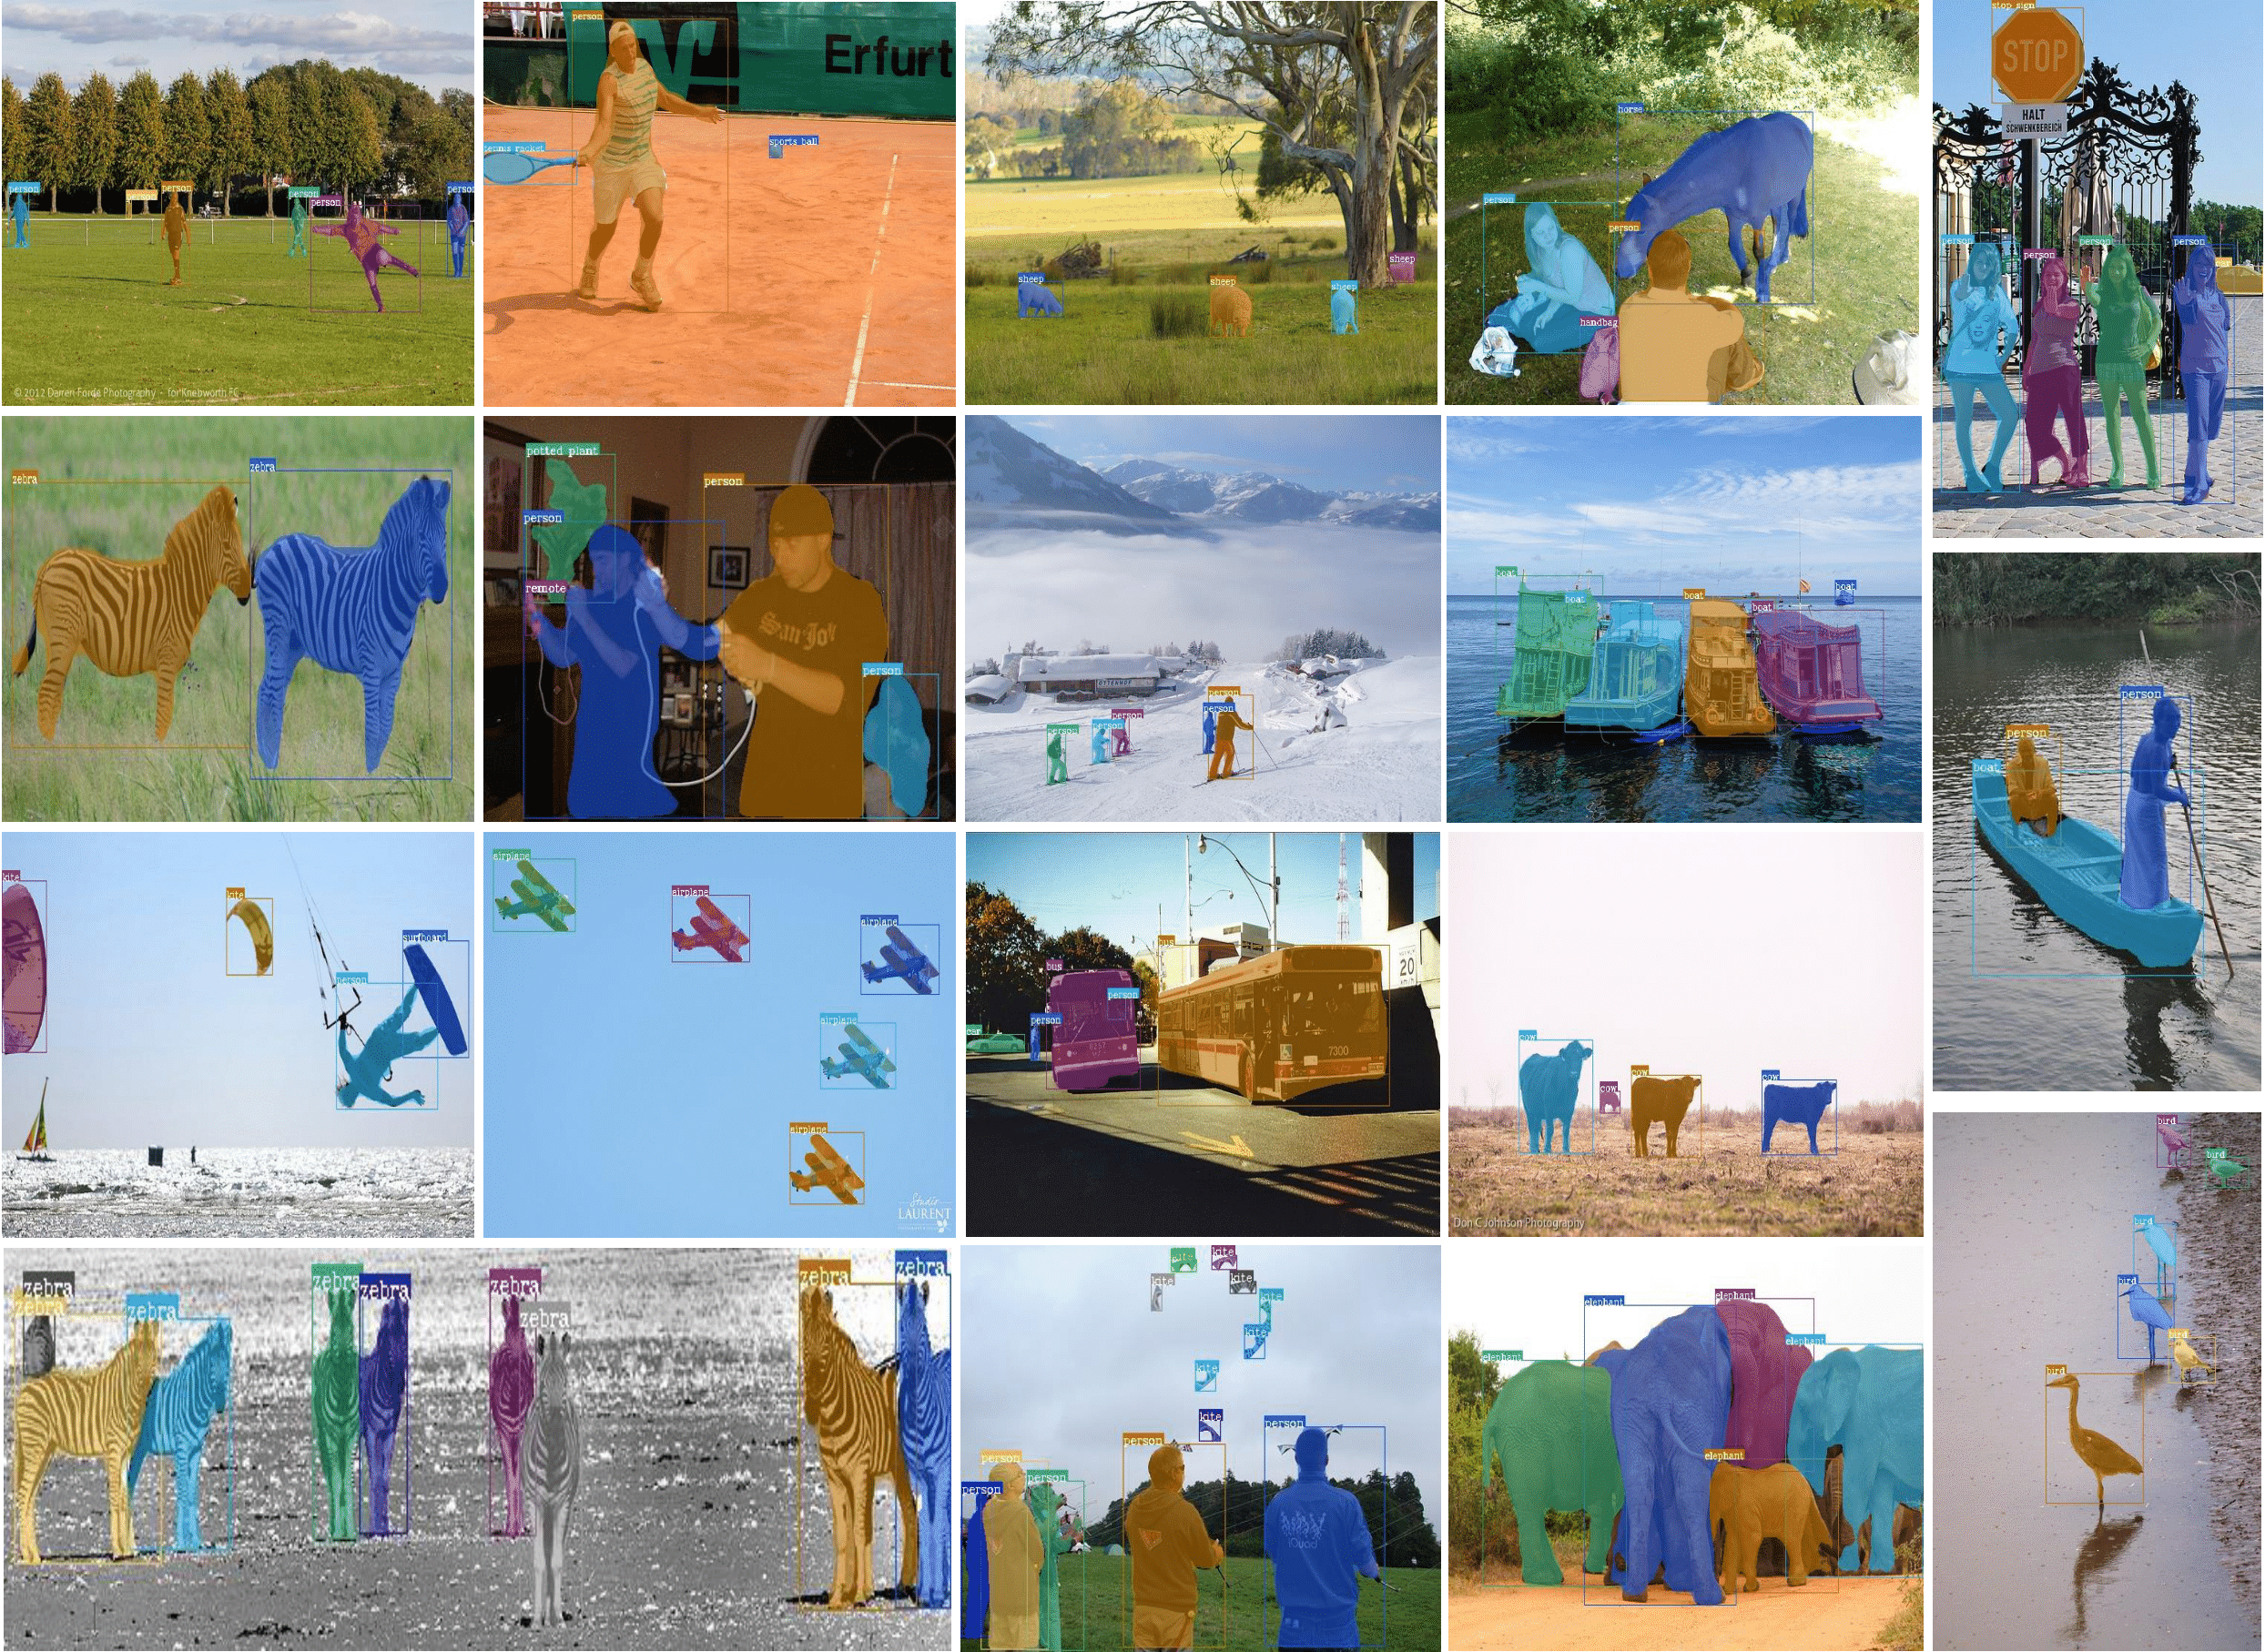 person
person
person
person
person
© 2012 Darren Forde Photography - for Knebworth FC
person
Erfurt
tennis racket
sports ball
sheep
sheep
sheep
sheep
horse
person
person
handbag
stop sign
STOP
HALT
SCHWENKBEREICH
person
person
person
person
car
zebra
zebra
potted plant
person
person
remote
San Jo
person
person
person
person
person
person
boat
boat
boat
boat
boat
person
person
boat
kite
kite
surfboard
person
airplane
airplane
airplane
airplane
airplane
Studio
LAURENT
bus
bus
person
person
car
20
7300
cow
cow
cow
cow
Don C Johnson Photography
bird
bird
bird
bird
bird
bird
zebra
zebra
zebra
zebra
zebra
zebra
zebra
zebra
zebra
kite
kite
kite
kite
kite
kite
kite
kite
person
person
person
person
person
iQuad
elephant
elephant
elephant
elephant
elephant